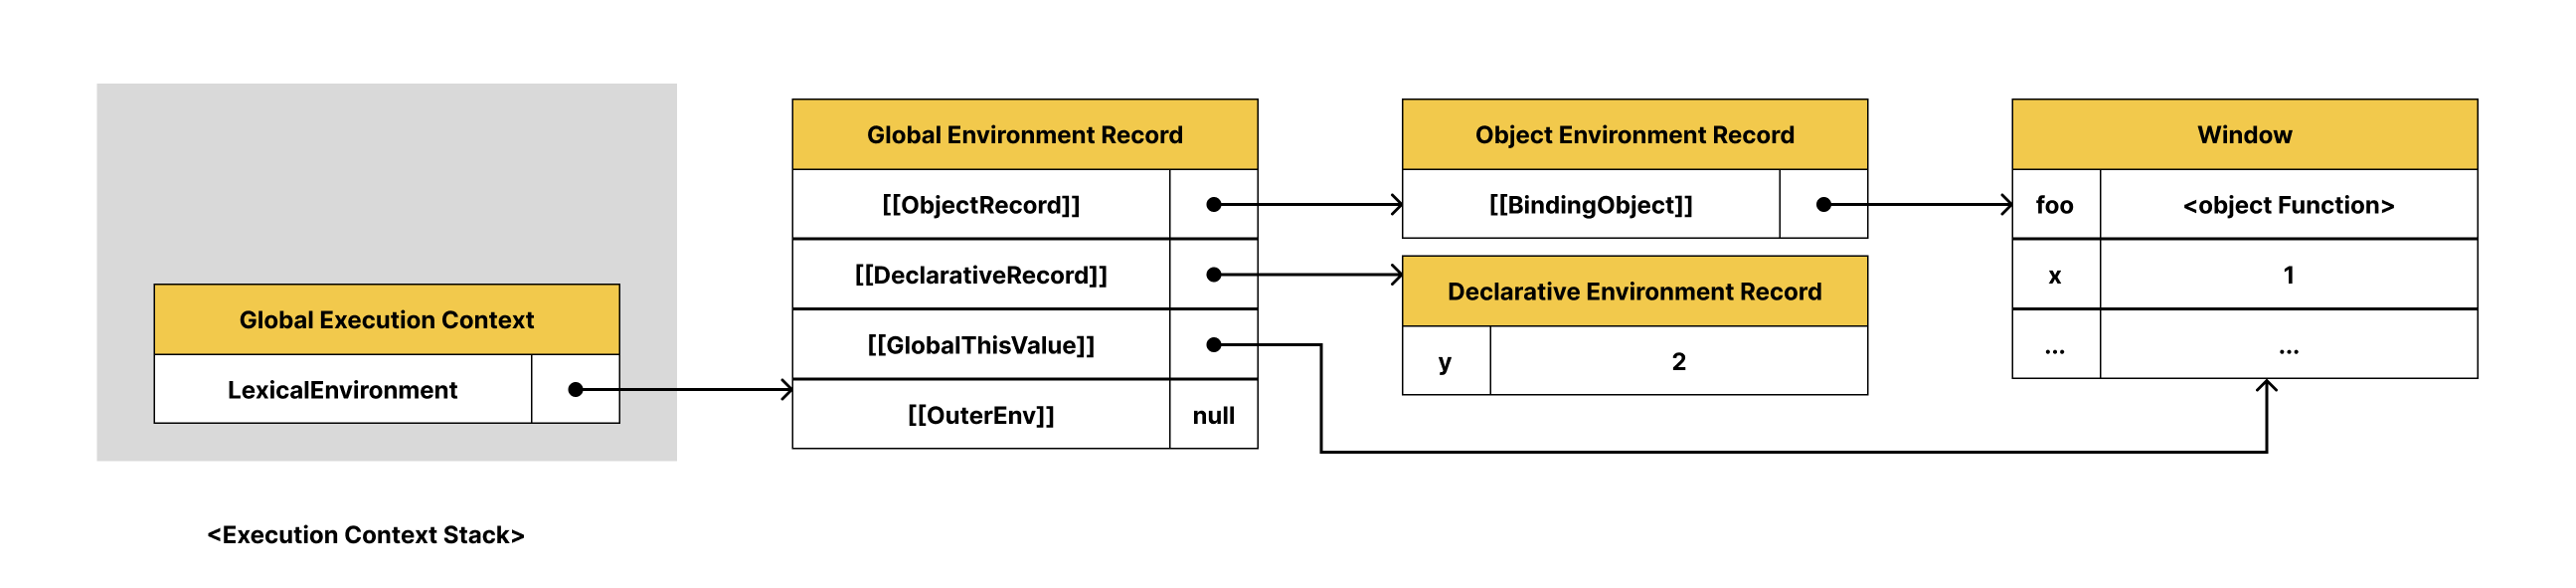 Global Execution Context
LexicalEnvironment
<Execution Context Stack>
Global Environment Record
[[ObjectRecord]]
[[DeclarativeRecord]]
[[GlobalThisValue]]
[[OuterEnv]] null
Object Environment Record
[[BindingObject]]
Declarative Environment Record
y 2
Window
foo <object Function>
x 1
... ...